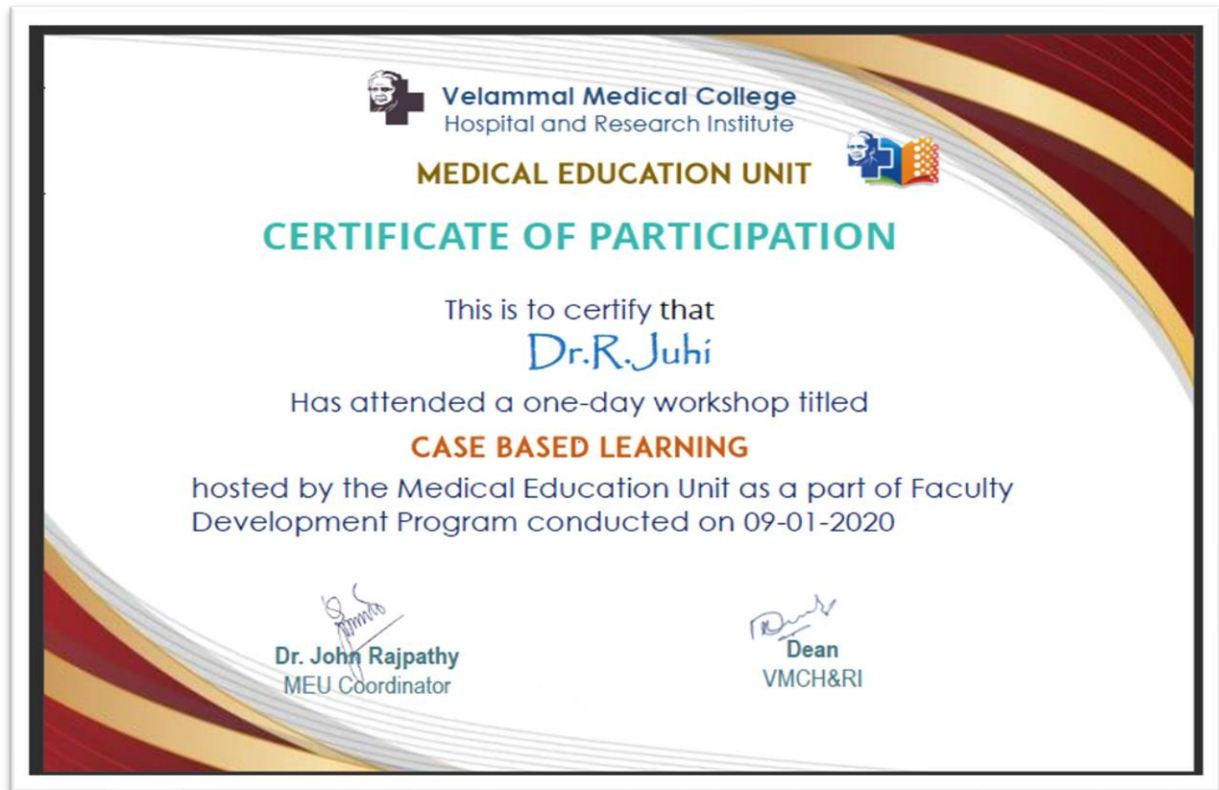 Velammal Medical College
Hospital and Research Institute
MEDICAL EDUCATION UNIT
CERTIFICATE OF PARTICIPATION
This is to certify that
Dr.R.Juhi
Has attended a one-day workshop titled
CASE BASED LEARNING
hosted by the Medical Education Unit as a part of Faculty
Development Program conducted on 09-01-2020
Dr. John Rajpathy
MEU Coordinator
Dean
VMCH&RI